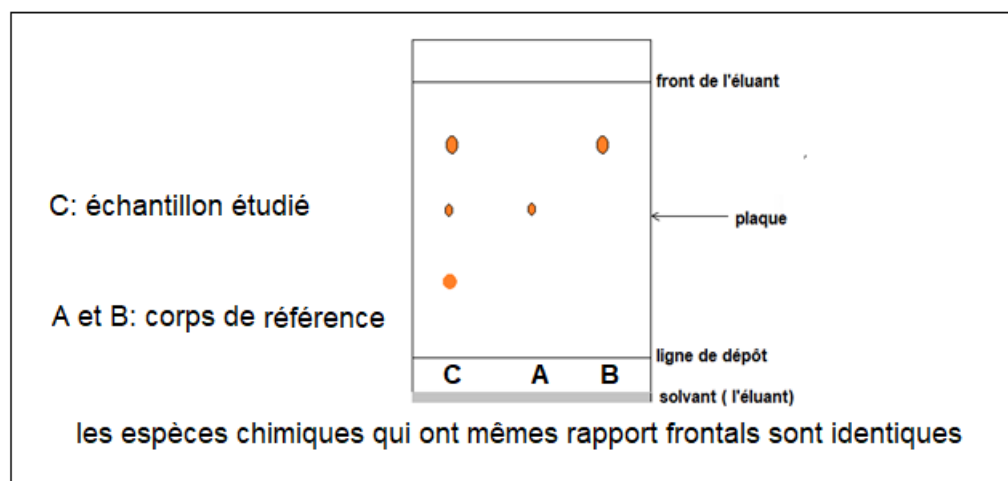 front de l'éluant
C: échantillon étudié
plaque
A et B: corps de référence
ligne de dépôt
C A B
solvant ( l'éluant)
les espèces chimiques qui ont mêmes rapport frontals sont identiques